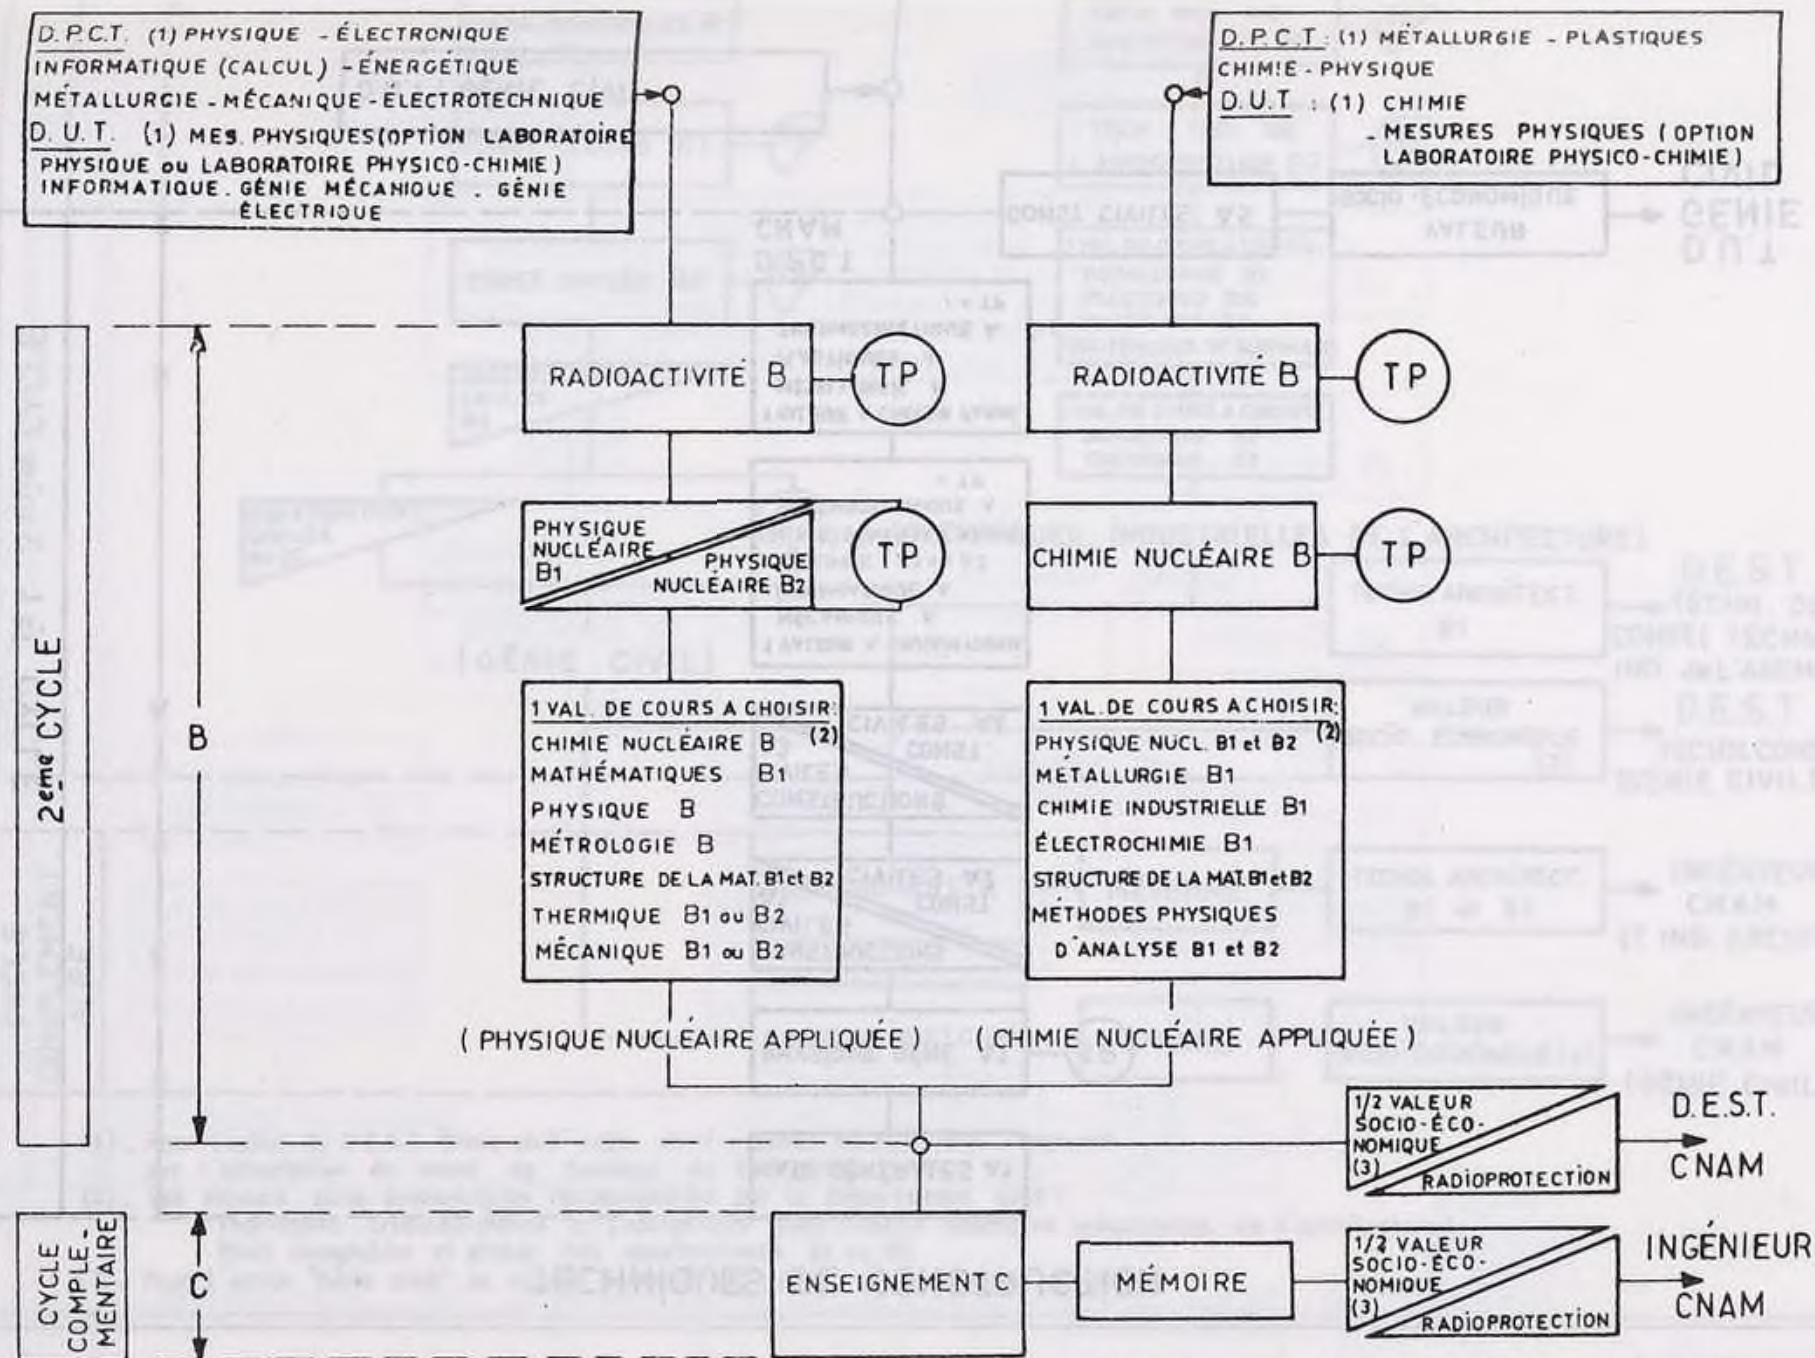 D.P.C.T. (1) PHYSIQUE - ÉLECTRONIQUE
INFORMATIQUE (CALCUL) - ÉNERGÉTIQUE
MÉTALLURGIE - MÉCANIQUE - ÉLECTROTECHNIQUE
D.U.T. (1) MES. PHYSIQUES (OPTION LABORATOIRE
PHYSIQUE ou LABORATOIRE PHYSICO-CHIMIE)
INFORMATIQUE. GÉNIE MÉCANIQUE. GÉNIE
ÉLECTRIQUE
D.P.C.T : (1) MÉTALLURGIE - PLASTIQUES
CHIMIE - PHYSIQUE
D.U.T : (1) CHIMIE
- MESURES PHYSIQUES (OPTION
LABORATOIRE PHYSICO-CHIMIE)
2eme CYCLE
B
RADIOACTIVITÉ B
TP
RADIOACTIVITÉ B
TP
PHYSIQUE
NUCLÉAIRE
B1
PHYSIQUE
NUCLÉAIRE B2
TP
CHIMIE NUCLÉAIRE B
TP
1 VAL. DE COURS A CHOISIR:
CHIMIE NUCLÉAIRE B (2)
MATHÉMATIQUES B1
PHYSIQUE B
MÉTROLOGIE B
STRUCTURE DE LA MAT. B1 et B2
THERMIQUE B1 ou B2
MÉCANIQUE B1 ou B2
1 VAL. DE COURS A CHOISIR:
PHYSIQUE NUCL. B1 et B2 (2)
MÉTALLURGIE B1
CHIMIE INDUSTRIELLE B1
ÉLECTROCHIMIE B1
STRUCTURE DE LA MAT. B1 et B2
MÉTHODES PHYSIQUES
D'ANALYSE B1 et B2
( PHYSIQUE NUCLÉAIRE APPLIQUÉE )
( CHIMIE NUCLÉAIRE APPLIQUÉE )
1/2 VALEUR
SOCIO-ÉCO-
NOMIQUE
(3)
RADIOPROTECTION
D.E.S.T.
CNAM
CYCLE
COMPLE-
MENTAIRE
C
ENSEIGNEMENT C
MÉMOIRE
1/2 VALEUR
SOCIO-ÉCO-
NOMIQUE
(3)
RADIOPROTECTION
INGÉNIEUR
CNAM